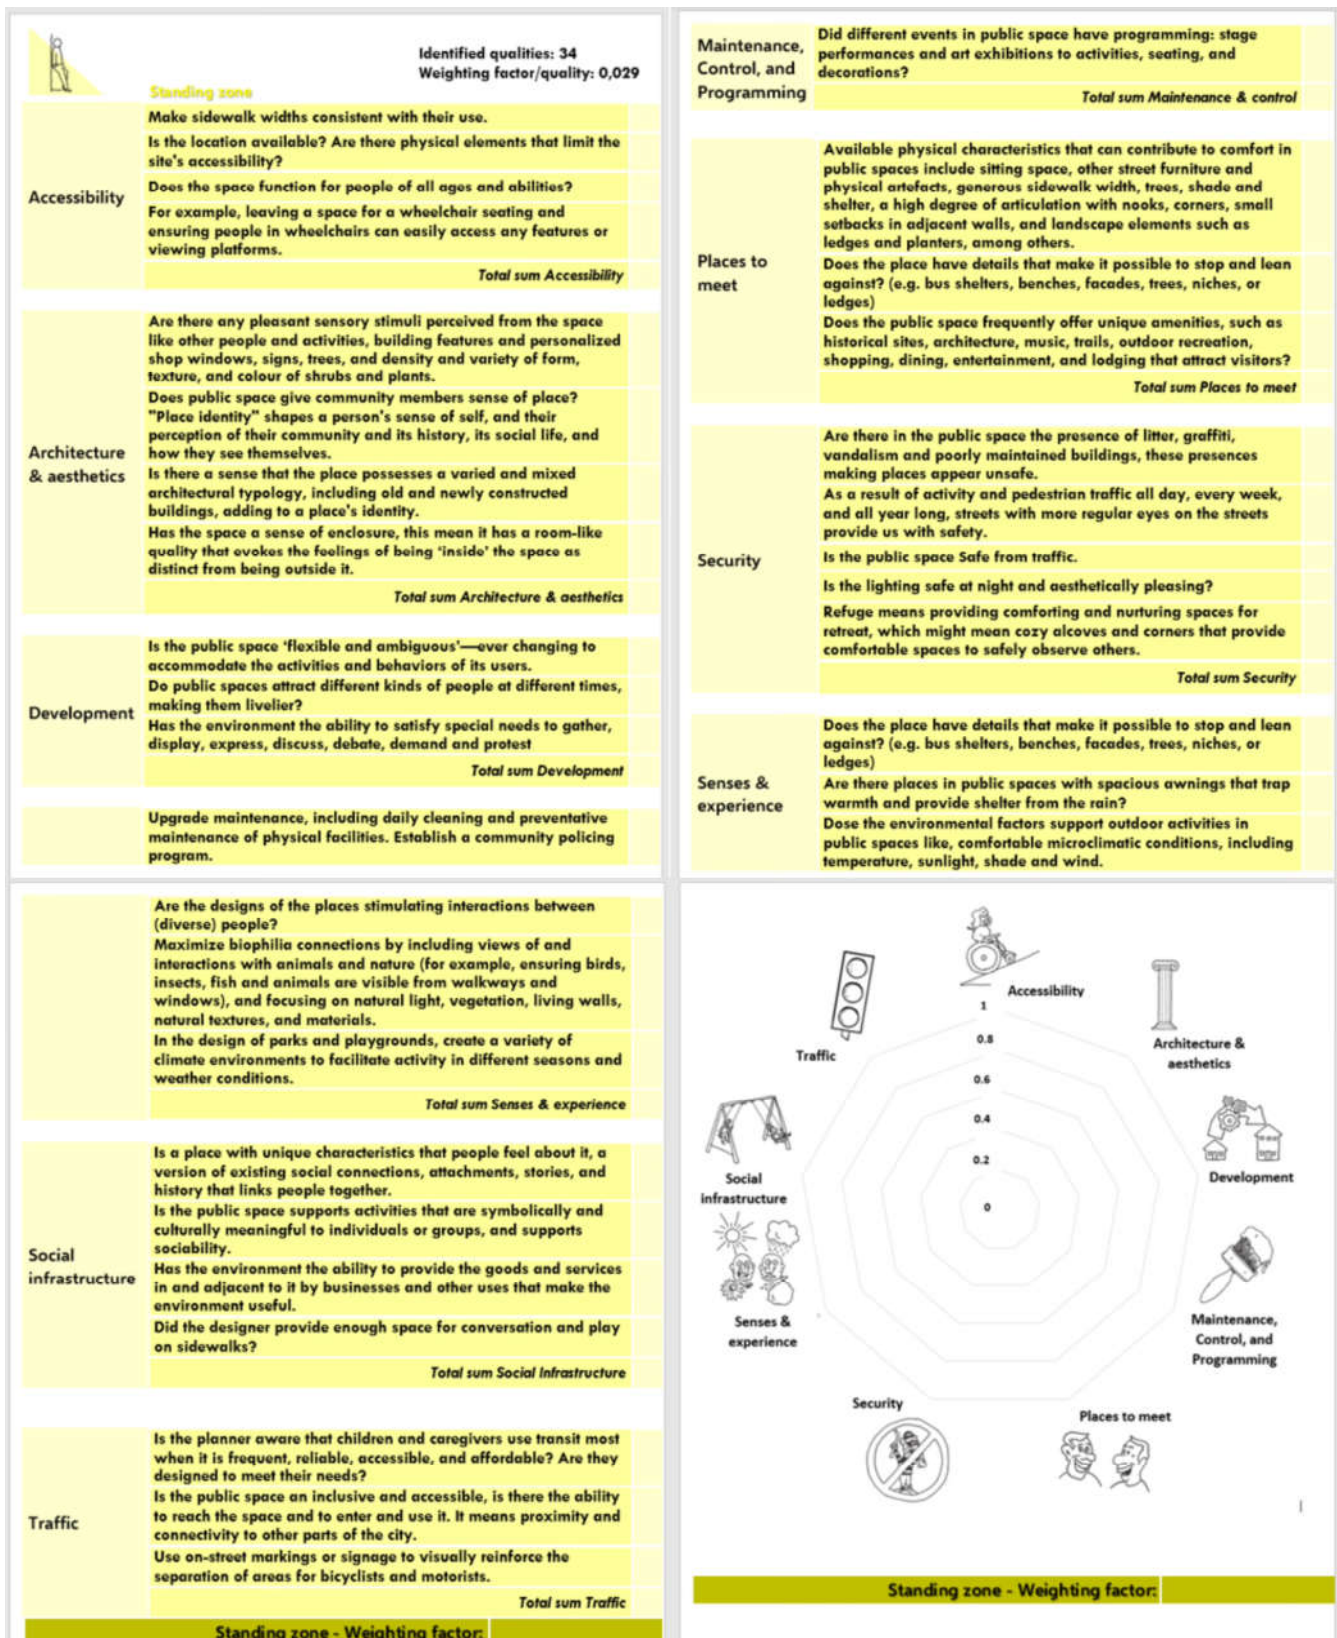 Identified qualities: 34
Weighting factor/quality: 0,029
Standing zone
Accessibility
Make sidewalk widths consistent with their use.
Is the location available? Are there physical elements that limit the
site's accessibility?
Does the space function for people of all ages and abilities?
For example, leaving a space for a wheelchair seating and
ensuring people in wheelchairs can easily access any features or
viewing platforms.
Total sum Accessibility
Architecture
& aesthetics
Are there any pleasant sensory stimuli perceived from the space
like other people and activities, building features and personalized
shop windows, signs, trees, and density and variety of form,
texture, and colour of shrubs and plants.
Does public space give community members sense of place?
"Place identity" shapes a person's sense of self, and their
perception of their community and its history, its social life, and
how they see themselves.
Is there a sense that the place possesses a varied and mixed
architectural typology, including old and newly constructed
buildings, adding to a place's identity.
Has the space a sense of enclosure, this mean it has a room-like
quality that evokes the feelings of being 'inside' the space as
distinct from being outside it.
Total sum Architecture & aesthetics
Development
Is the public space 'flexible and ambiguous'—ever changing to
accommodate the activities and behaviors of its users.
Do public spaces attract different kinds of people at different times,
making them livelier?
Has the environment the ability to satisfy special needs to gather,
display, express, discuss, debate, demand and protest
Total sum Development
Upgrade maintenance, including daily cleaning and preventative
maintenance of physical facilities. Establish a community policing
program.
Maintenance,
Control, and
Programming
Did different events in public space have programming: stage
performances and art exhibitions to activities, seating, and
decorations?
Total sum Maintenance & control
Places to
meet
Available physical characteristics that can contribute to comfort in
public spaces include sitting space, other street furniture and
physical artefacts, generous sidewalk width, trees, shade and
shelter, a high degree of articulation with nooks, corners, small
setbacks in adjacent walls, and landscape elements such as
ledges and planters, among others.
Does the place have details that make it possible to stop and lean
against? (e.g. bus shelters, benches, facades, trees, niches, or
ledges)
Does the public space frequently offer unique amenities, such as
historical sites, architecture, music, trails, outdoor recreation,
shopping, dining, entertainment, and lodging that attract visitors?
Total sum Places to meet
Security
Are there in the public space the presence of litter, graffiti,
vandalism and poorly maintained buildings, these presences
making places appear unsafe.
As a result of activity and pedestrian traffic all day, every week,
and all year long, streets with more regular eyes on the streets
provide us with safety.
Is the public space Safe from traffic.
Is the lighting safe at night and aesthetically pleasing?
Refuge means providing comforting and nurturing spaces for
retreat, which might mean cozy alcoves and corners that provide
comfortable spaces to safely observe others.
Total sum Security
Senses &
experience
Does the place have details that make it possible to stop and lean
against? (e.g. bus shelters, benches, facades, trees, niches, or
ledges)
Are there places in public spaces with spacious awnings that trap
warmth and provide shelter from the rain?
Dose the environmental factors support outdoor activities in
public spaces like, comfortable microclimatic conditions, including
temperature, sunlight, shade and wind.
Are the designs of the places stimulating interactions between
(diverse) people?
Maximize biophilia connections by including views of and
interactions with animals and nature (for example, ensuring birds,
insects, fish and animals are visible from walkways and
windows), and focusing on natural light, vegetation, living walls,
natural textures, and materials.
In the design of parks and playgrounds, create a variety of
climate environments to facilitate activity in different seasons and
weather conditions.
Total sum Senses & experience
Social
infrastructure
Is a place with unique characteristics that people feel about it, a
version of existing social connections, attachments, stories, and
history that links people together.
Is the public space supports activities that are symbolically and
culturally meaningful to individuals or groups, and supports
sociability.
Has the environment the ability to provide the goods and services
in and adjacent to it by businesses and other uses that make the
environment useful.
Did the designer provide enough space for conversation and play
on sidewalks?
Total sum Social Infrastructure
Traffic
Is the planner aware that children and caregivers use transit most
when it is frequent, reliable, accessible, and affordable? Are they
designed to meet their needs?
Is the public space an inclusive and accessible, is there the ability
to reach the space and to enter and use it. It means proximity and
connectivity to other parts of the city.
Use on-street markings or signage to visually reinforce the
separation of areas for bicyclists and motorists.
Total sum Traffic
Standing zone - Weighting factor:
Accessibility
1
0.8
0.6
0.4
0.2
0
Architecture &
aesthetics
Development
Maintenance,
Control, and
Programming
Places to meet
Security
Senses &
experience
Social
infrastructure
Traffic
Standing zone - Weighting factor: